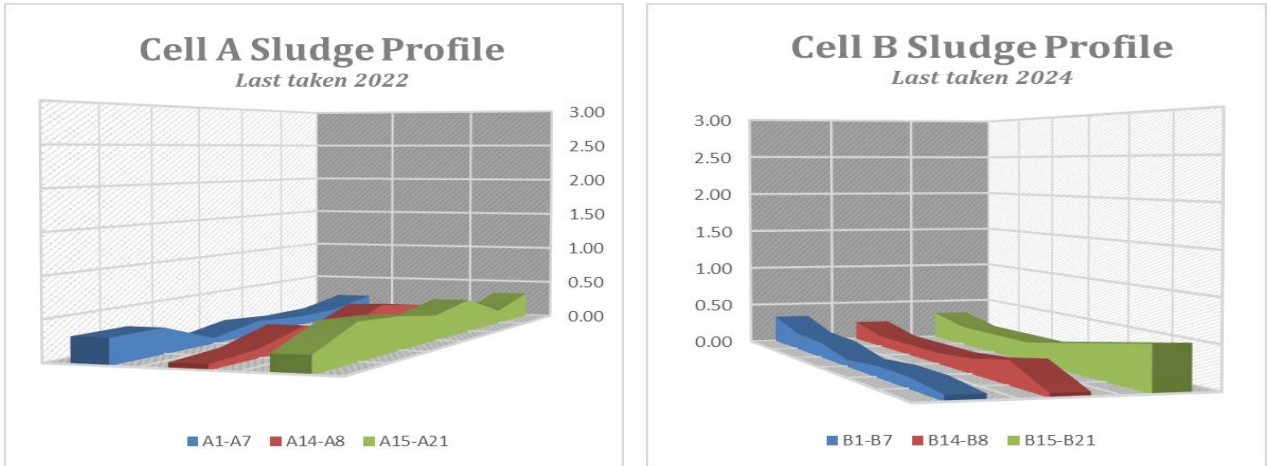 Cell A Sludge Profile
Last taken 2022
3.00
2.50
2.00
1.50
1.00
0.50
0.00
A1-A7 A14-A8 A15-A21
Cell B Sludge Profile
Last taken 2024
3.00
2.50
2.00
1.50
1.00
0.50
0.00
B1-B7 B14-B8 B15-B21